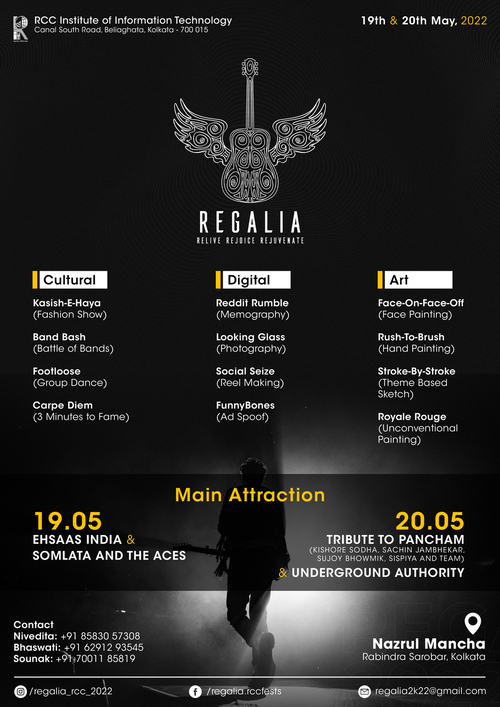 RCC Institute of Information Technology
Canal South Road, Beliaghata, Kolkata - 700 015
19th & 20th May, 2022
REGALIA
RELIVE REJOICE REJUVENATE
Cultural
Kasish-E-Haya
(Fashion Show)
Band Bash
(Battle of Bands)
Footloose
(Group Dance)
Carpe Diem
(3 Minutes to Fame)
Digital
Reddit Rumble
(Memography)
Looking Glass
(Photography)
Social Seize
(Reel Making)
FunnyBones
(Ad Spoof)
Art
Face-On-Face-Off
(Face Painting)
Rush-To-Brush
(Hand Painting)
Stroke-By-Stroke
(Theme Based
Sketch)
Royale Rouge
(Unconventional
Painting)
Main Attraction
19.05
EHSAAS INDIA &
SOMLATA AND THE ACES
20.05
TRIBUTE TO PANCHAM
(KISHORE SODHA, SACHIN JAMBHEKAR,
SUJOY BHOWMIK, SISPIYA AND TEAM)
& UNDERGROUND AUTHORITY
Contact
Nivedita: +91 85830 57308
Bhaswati: +91 62912 93545
Sounak: +91 70011 85819
Nazrul Mancha
Rabindra Sarobar, Kolkata
/regalia_rcc_2022
/regalia.rccfests
regalia2k22@gmail.com